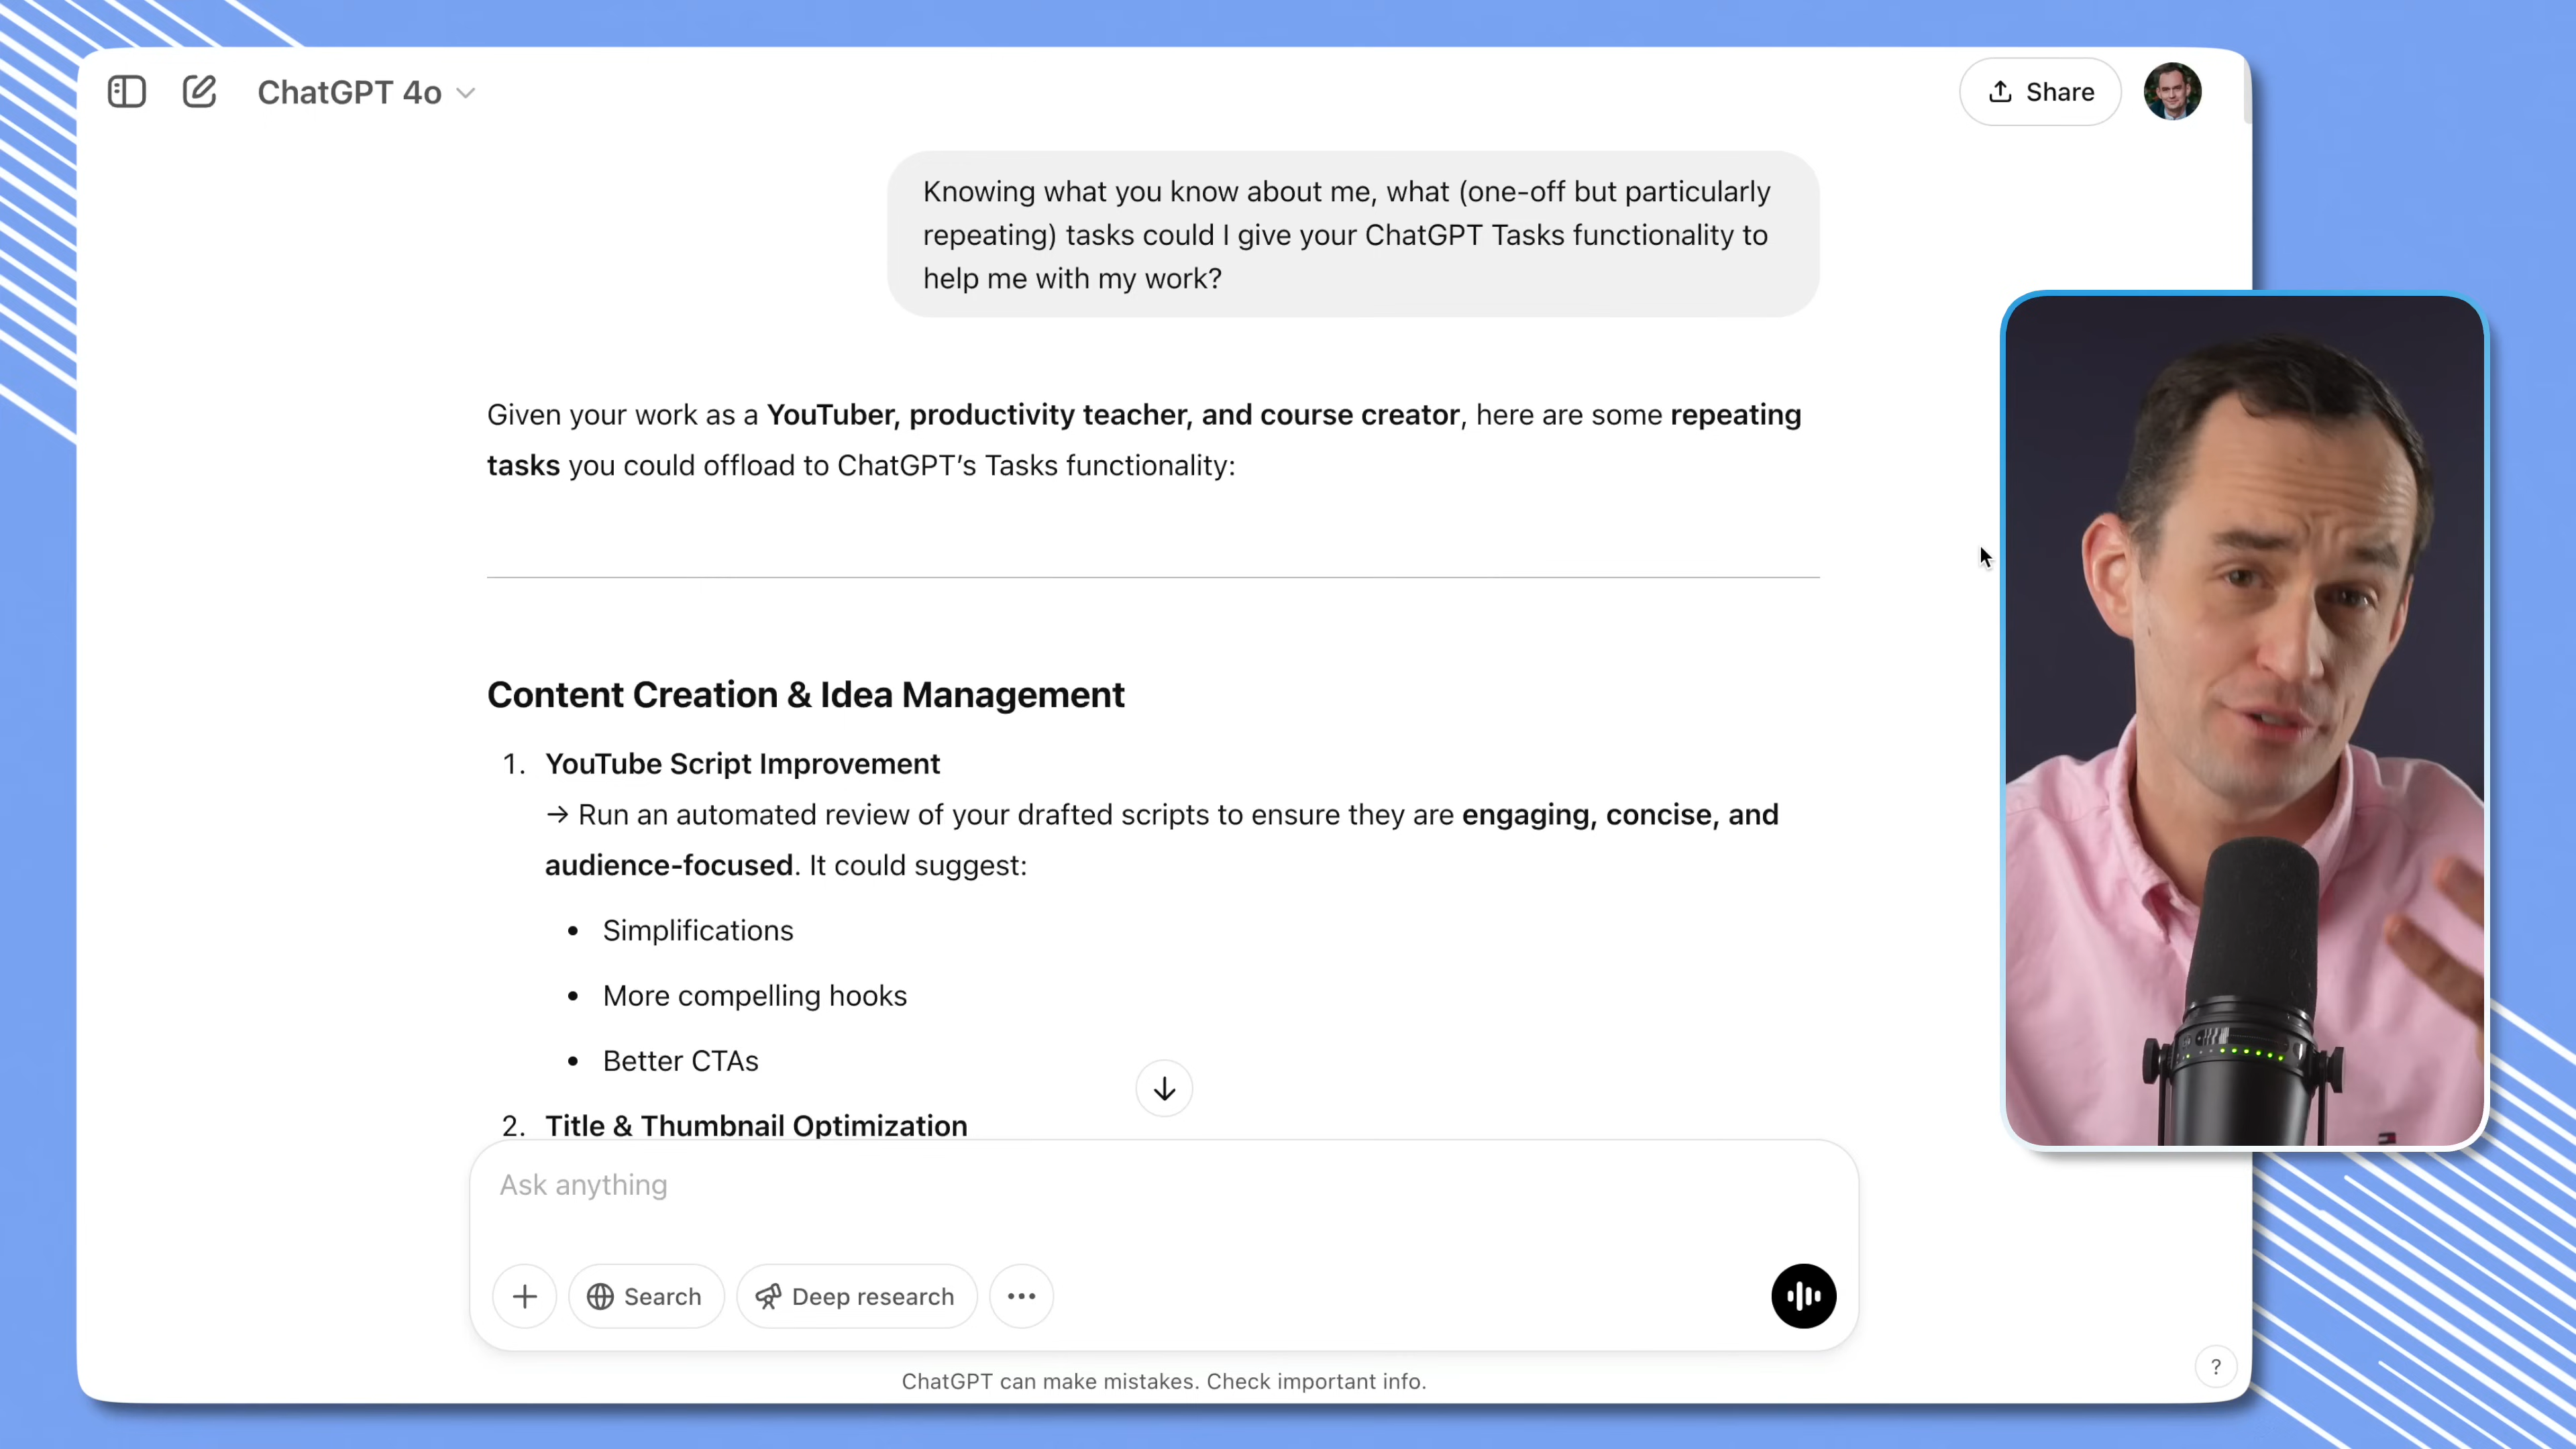 ChatGPT 4o
Share
Knowing what you know about me, what (one-off but particularly
repeating) tasks could I give your ChatGPT Tasks functionality to
help me with my work?
Given your work as a YouTuber, productivity teacher, and course creator, here are some repeating
tasks you could offload to ChatGPT’s Tasks functionality:
Content Creation & Idea Management
1. YouTube Script Improvement
→ Run an automated review of your drafted scripts to ensure they are engaging, concise, and
audience-focused. It could suggest:
• Simplifications
• More compelling hooks
• Better CTAs
2. Title & Thumbnail Optimization
Ask anything
Search
Deep research
ChatGPT can make mistakes. Check important info.
?